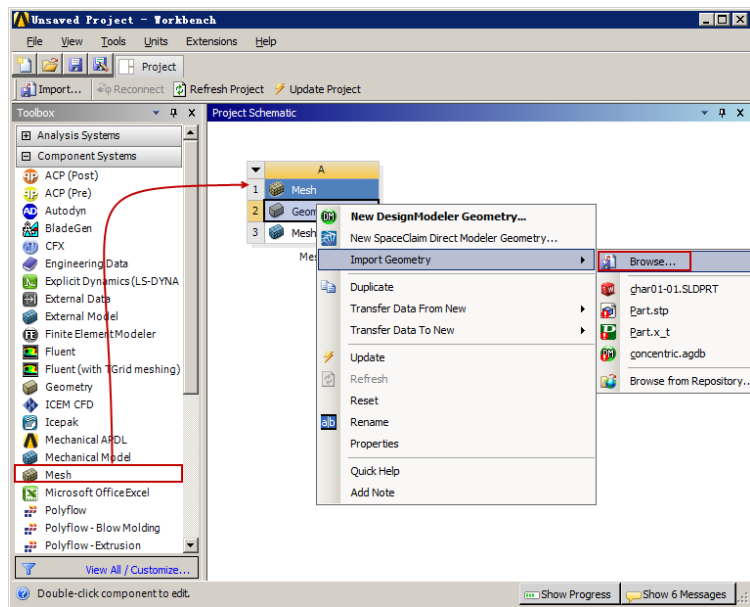 Unsaved Project - Workbench
File View Tools Units Extensions Help
Project
Import... Reconnect Refresh Project Update Project
Toolbox
Project Schematic
Analysis Systems
Component Systems
ACP (Post)
ACP (Pre)
Autodyn
BladeGen
CFX
Engineering Data
Explicit Dynamics (LS-DYNA
External Data
External Model
Finite Element Modeler
Fluent
Fluent (with TGrid meshing)
Geometry
ICEM CFD
Icepak
Mechanical APDL
Mechanical Model
Mesh
Microsoft Office Excel
Polyflow
Polyflow - Blow Molding
Polyflow - Extrusion
View All / Customize...
A
1 Mesh
2 Geom
3 Mesh
Mes
New DesignModeler Geometry...
New SpaceClaim Direct Modeler Geometry...
Import Geometry
Duplicate
Transfer Data From New
Transfer Data To New
Update
Refresh
Reset
Rename
Properties
Quick Help
Add Note
Browse...
char01-01.SLDPRT
Part.stp
Part.x_t
concentric.agdb
Browse from Repository..
Double-click component to edit.
Show Progress
Show 6 Messages